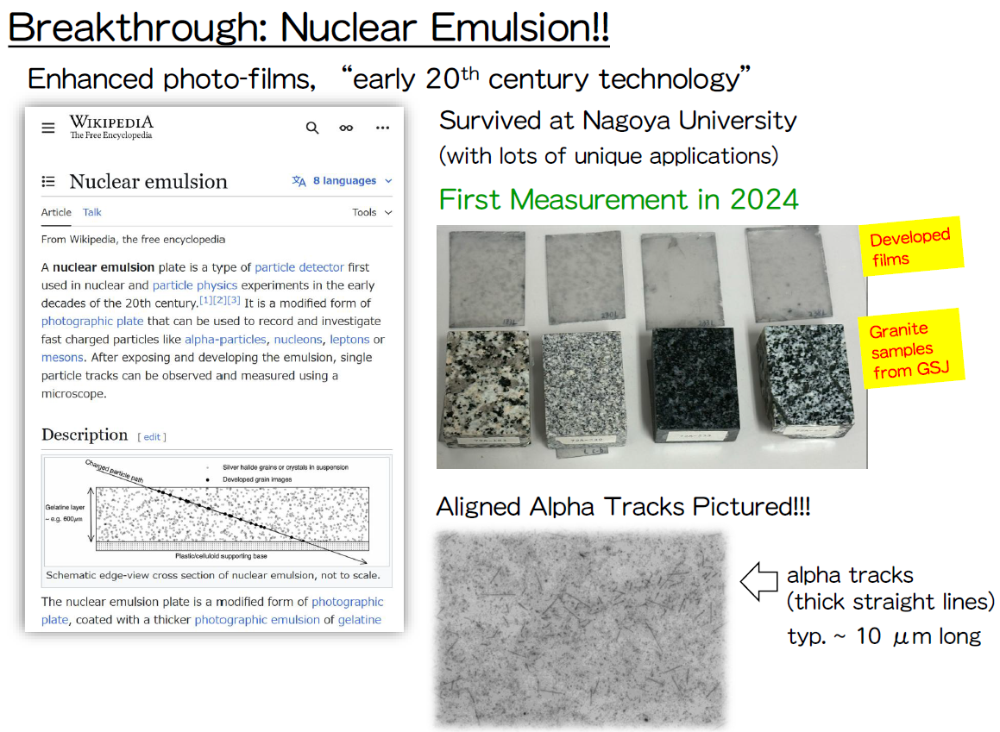 Breakthrough: Nuclear Emulsion!!
Enhanced photo-films, “early 20th century technology”
WIKIPEDIA
The Free Encyclopedia
Nuclear emulsion
8 languages
Article Talk Tools
From Wikipedia, the free encyclopedia
A nuclear emulsion plate is a type of particle detector first
used in nuclear and particle physics experiments in the early
decades of the 20th century.[1][2][3] It is a modified form of
photographic plate that can be used to record and investigate
fast charged particles like alpha-particles, nucleons, leptons or
mesons. After exposing and developing the emulsion, single
particle tracks can be observed and measured using a
microscope.
Description [ edit ]
Charged particle path
Silver halide grains or crystals in suspension
Developed grain images
Gelatine layer
~ e.g. 600μm
Plastic/celluloid supporting base
Schematic edge-view cross section of nuclear emulsion, not to scale.
The nuclear emulsion plate is a modified form of photographic
plate, coated with a thicker photographic emulsion of gelatine
Survived at Nagoya University
(with lots of unique applications)
First Measurement in 2024
Developed
films
Granite
samples
from GSJ
Aligned Alpha Tracks Pictured!!!
alpha tracks
(thick straight lines)
typ. ~ 10 μm long